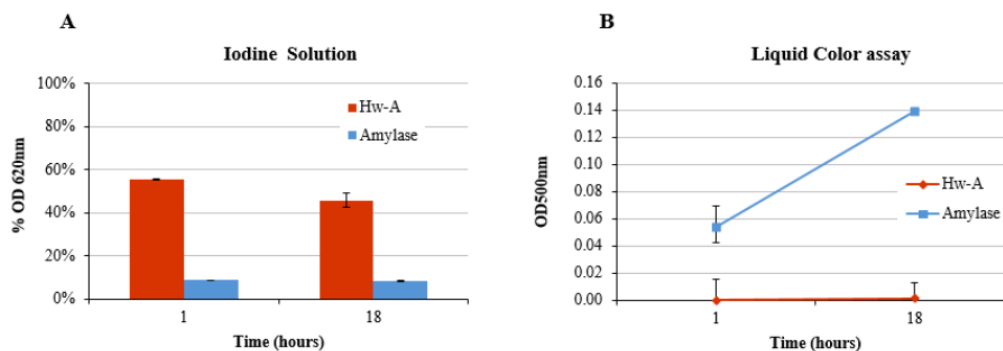 A
Iodine Solution
100%
80%
60%
40%
20%
0%
% OD 620nm
Hw-A
Amylase
1
18
Time (hours)
B
Liquid Color assay
0.16
0.14
0.12
0.10
0.08
0.06
0.04
0.02
0.00
OD500nm
Hw-A
Amylase
1
18
Time (hours)